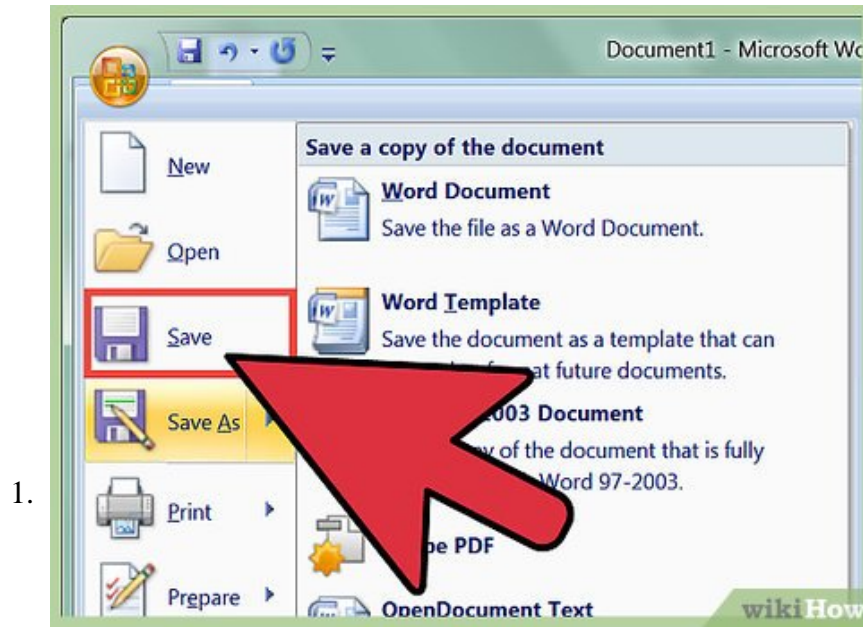 Document1 - Microsoft Wo
New
Open
Save
Save As
Print
Prepare
Save a copy of the document
Word Document
Save the file as a Word Document.
Word Template
Save the document as a template that can
at future documents.
2003 Document
of the document that is fully
Word 97-2003.
PDF
OpenDocument Text
1.
wikiHow